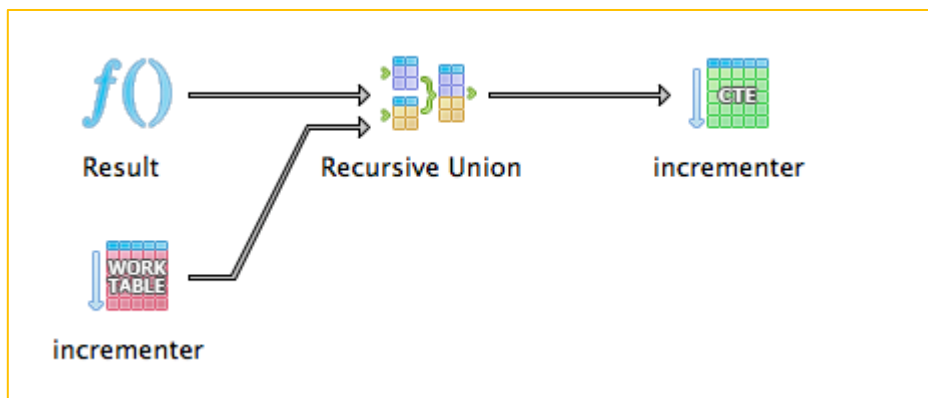 f()
CTE
Result
Recursive Union
incrementer
WORK
TABLE
incrementer